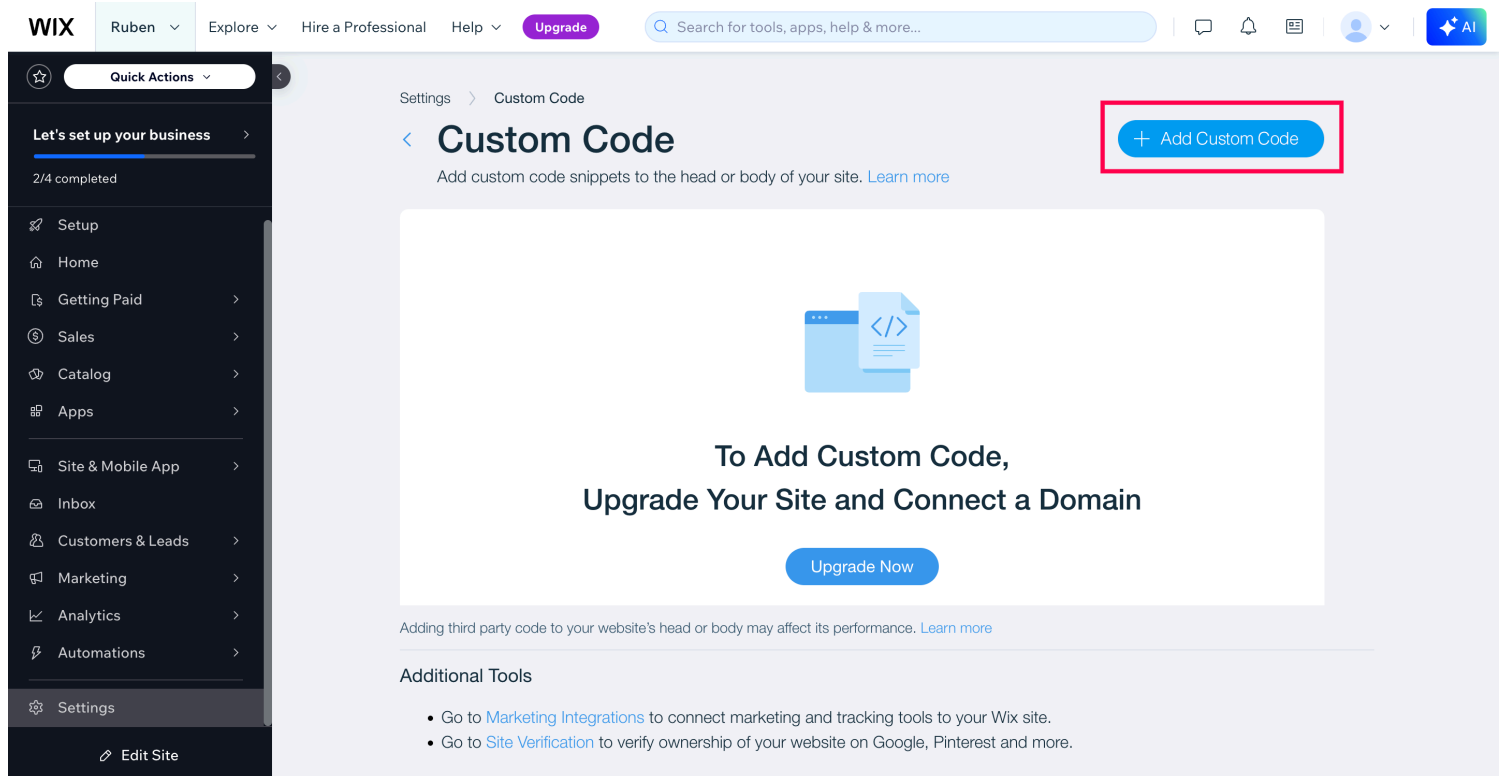 WIX
Ruben
Explore
Hire a Professional
Help
Upgrade
Search for tools, apps, help & more...
AI
Quick Actions
Let's set up your business
2/4 completed
Setup
Home
Getting Paid
Sales
Catalog
Apps
Site & Mobile App
Inbox
Customers & Leads
Marketing
Analytics
Automations
Settings
Edit Site
Settings Custom Code
Custom Code
Add Custom Code
Add custom code snippets to the head or body of your site. Learn more
To Add Custom Code,
Upgrade Your Site and Connect a Domain
Upgrade Now
Adding third party code to your website's head or body may affect its performance. Learn more
Additional Tools
• Go to Marketing Integrations to connect marketing and tracking tools to your Wix site.
• Go to Site Verification to verify ownership of your website on Google, Pinterest and more.